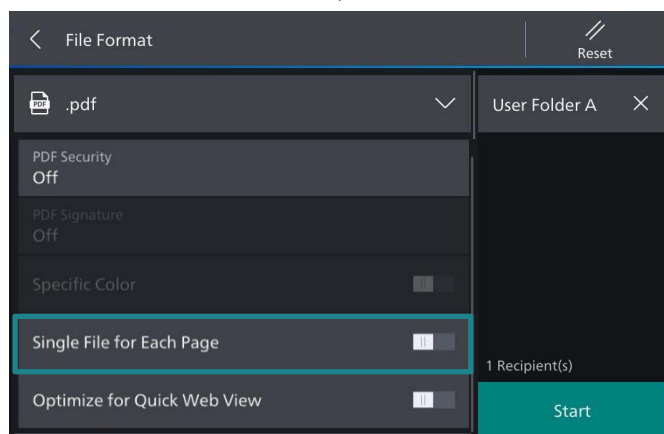 File Format
Reset
.pdf
User Folder A
PDF Security
Off
PDF Signature
Off
Specific Color
Single File for Each Page
1 Recipient(s)
Optimize for Quick Web View
Start